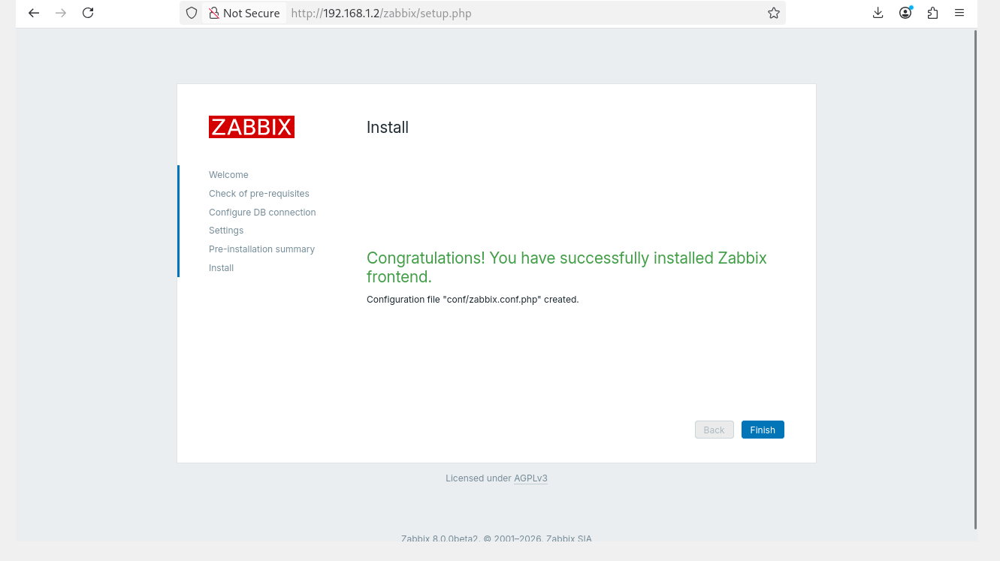 Not Secure http://192.168.1.2/zabbix/setup.php
ZABBIX
Install
Welcome
Check of pre-requisites
Configure DB connection
Settings
Pre-installation summary
Install
Congratulations! You have successfully installed Zabbix
frontend.
Configuration file "conf/zabbix.conf.php" created.
Back Finish
Licensed under AGPLv3
Zabbix 8.0.0beta2. © 2001–2026, Zabbix SIA